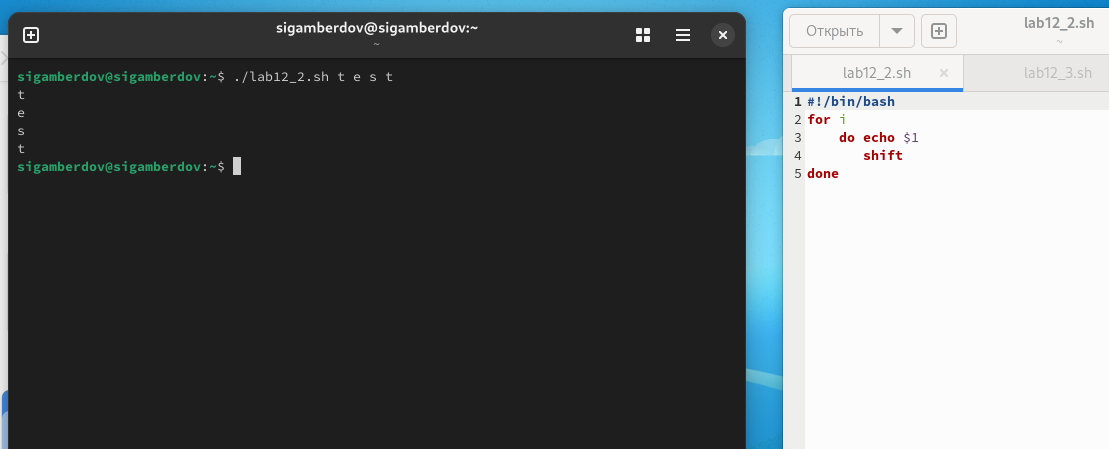 sigamberdov@sigamberdov:~
~
sigamberdov@sigamberdov:~$ ./lab12_2.sh t e s t
t
e
s
t
sigamberdov@sigamberdov:~$
Открыть
lab12_2.sh
~
lab12_2.sh
lab12_3.sh
1 #!/bin/bash
2 for i
3 do echo $1
4 shift
5 done